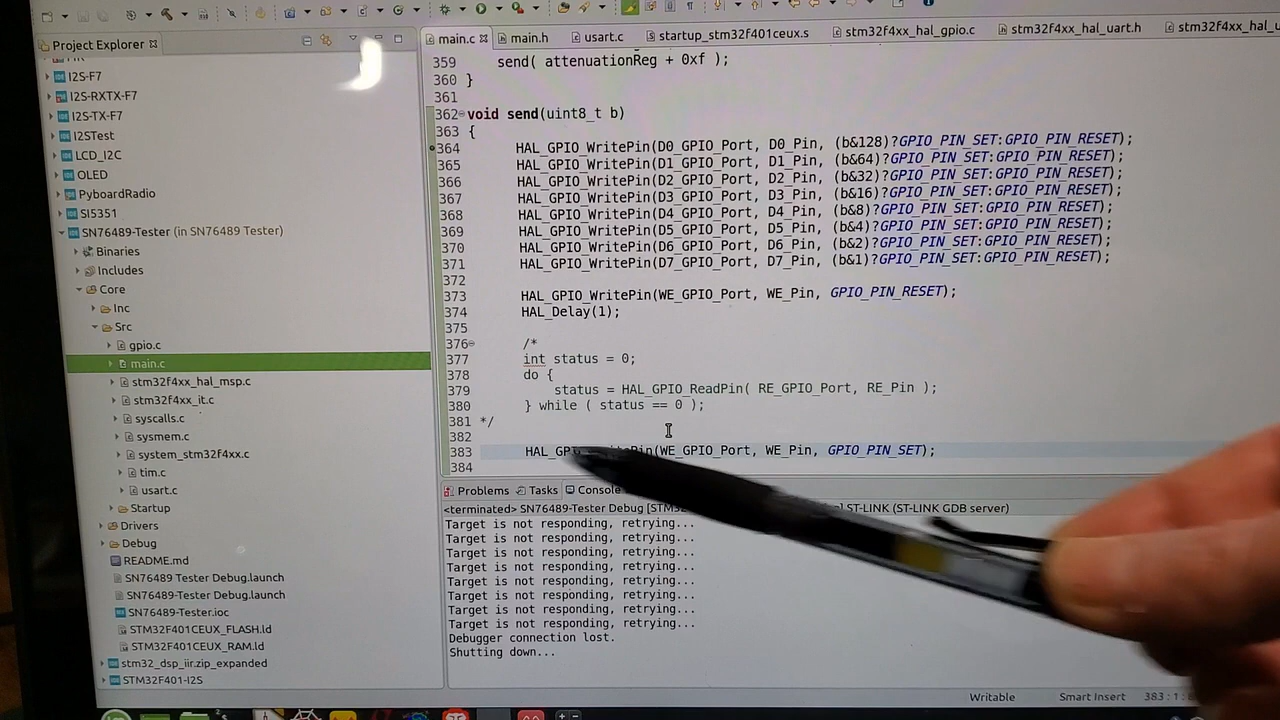 Project Explorer
I2S-F7
I2S-RXTX-F7
I2S-TX-F7
I2STest
LCD_I2C
OLED
PyboardRadio
SI5351
SN76489-Tester (in SN76489 Tester)
Binaries
Includes
Core
Inc
Src
gpio.c
main.c
stm32f4xx_hal_msp.c
stm32f4xx_it.c
syscalls.c
sysmem.c
system_stm32f4xx.c
tim.c
usart.c
Startup
Drivers
Debug
README.md
SN76489 Tester Debug.launch
SN76489-Tester Debug.launch
SN76489-Tester.ioc
STM32F401CEUX_FLASH.ld
STM32F401CEUX_RAM.ld
stm32_dsp_iir.zip_expanded
STM32F401-I2S
main.c main.h usart.c startup_stm32f401ceux.s stm32f4xx_hal_gpio.c stm32f4xx_hal_uart.h
359 send( attenuationReg + 0xf );
360 }
361
362 void send(uint8_t b)
363 {
364 HAL_GPIO_WritePin(D0_GPIO_Port, D0_Pin, (b&128)?GPIO_PIN_SET:GPIO_PIN_RESET);
365 HAL_GPIO_WritePin(D1_GPIO_Port, D1_Pin, (b&64)?GPIO_PIN_SET:GPIO_PIN_RESET);
366 HAL_GPIO_WritePin(D2_GPIO_Port, D2_Pin, (b&32)?GPIO_PIN_SET:GPIO_PIN_RESET);
367 HAL_GPIO_WritePin(D3_GPIO_Port, D3_Pin, (b&16)?GPIO_PIN_SET:GPIO_PIN_RESET);
368 HAL_GPIO_WritePin(D4_GPIO_Port, D4_Pin, (b&8)?GPIO_PIN_SET:GPIO_PIN_RESET);
369 HAL_GPIO_WritePin(D5_GPIO_Port, D5_Pin, (b&4)?GPIO_PIN_SET:GPIO_PIN_RESET);
370 HAL_GPIO_WritePin(D6_GPIO_Port, D6_Pin, (b&2)?GPIO_PIN_SET:GPIO_PIN_RESET);
371 HAL_GPIO_WritePin(D7_GPIO_Port, D7_Pin, (b&1)?GPIO_PIN_SET:GPIO_PIN_RESET);
372
373 HAL_GPIO_WritePin(WE_GPIO_Port, WE_Pin, GPIO_PIN_RESET);
374 HAL_Delay(1);
375
376 /*
377 int status = 0;
378 do {
379 status = HAL_GPIO_ReadPin( RE_GPIO_Port, RE_Pin );
380 } while ( status == 0 );
381 */
382
383 (WE_GPIO_Port, WE_Pin, GPIO_PIN_SET);
384
Problems Tasks Console
<terminated> SN76489-Tester Debug ST-LINK (ST-LINK GDB server)
Target is not responding, retrying...
Target is not responding, retrying...
Target is not responding, retrying...
Target is not responding, retrying...
Target is not responding, retrying...
Target is not responding, retrying...
Target is not responding, retrying...
Target is not responding, retrying...
Debugger connection lost.
Shutting down...
Writable Smart Insert